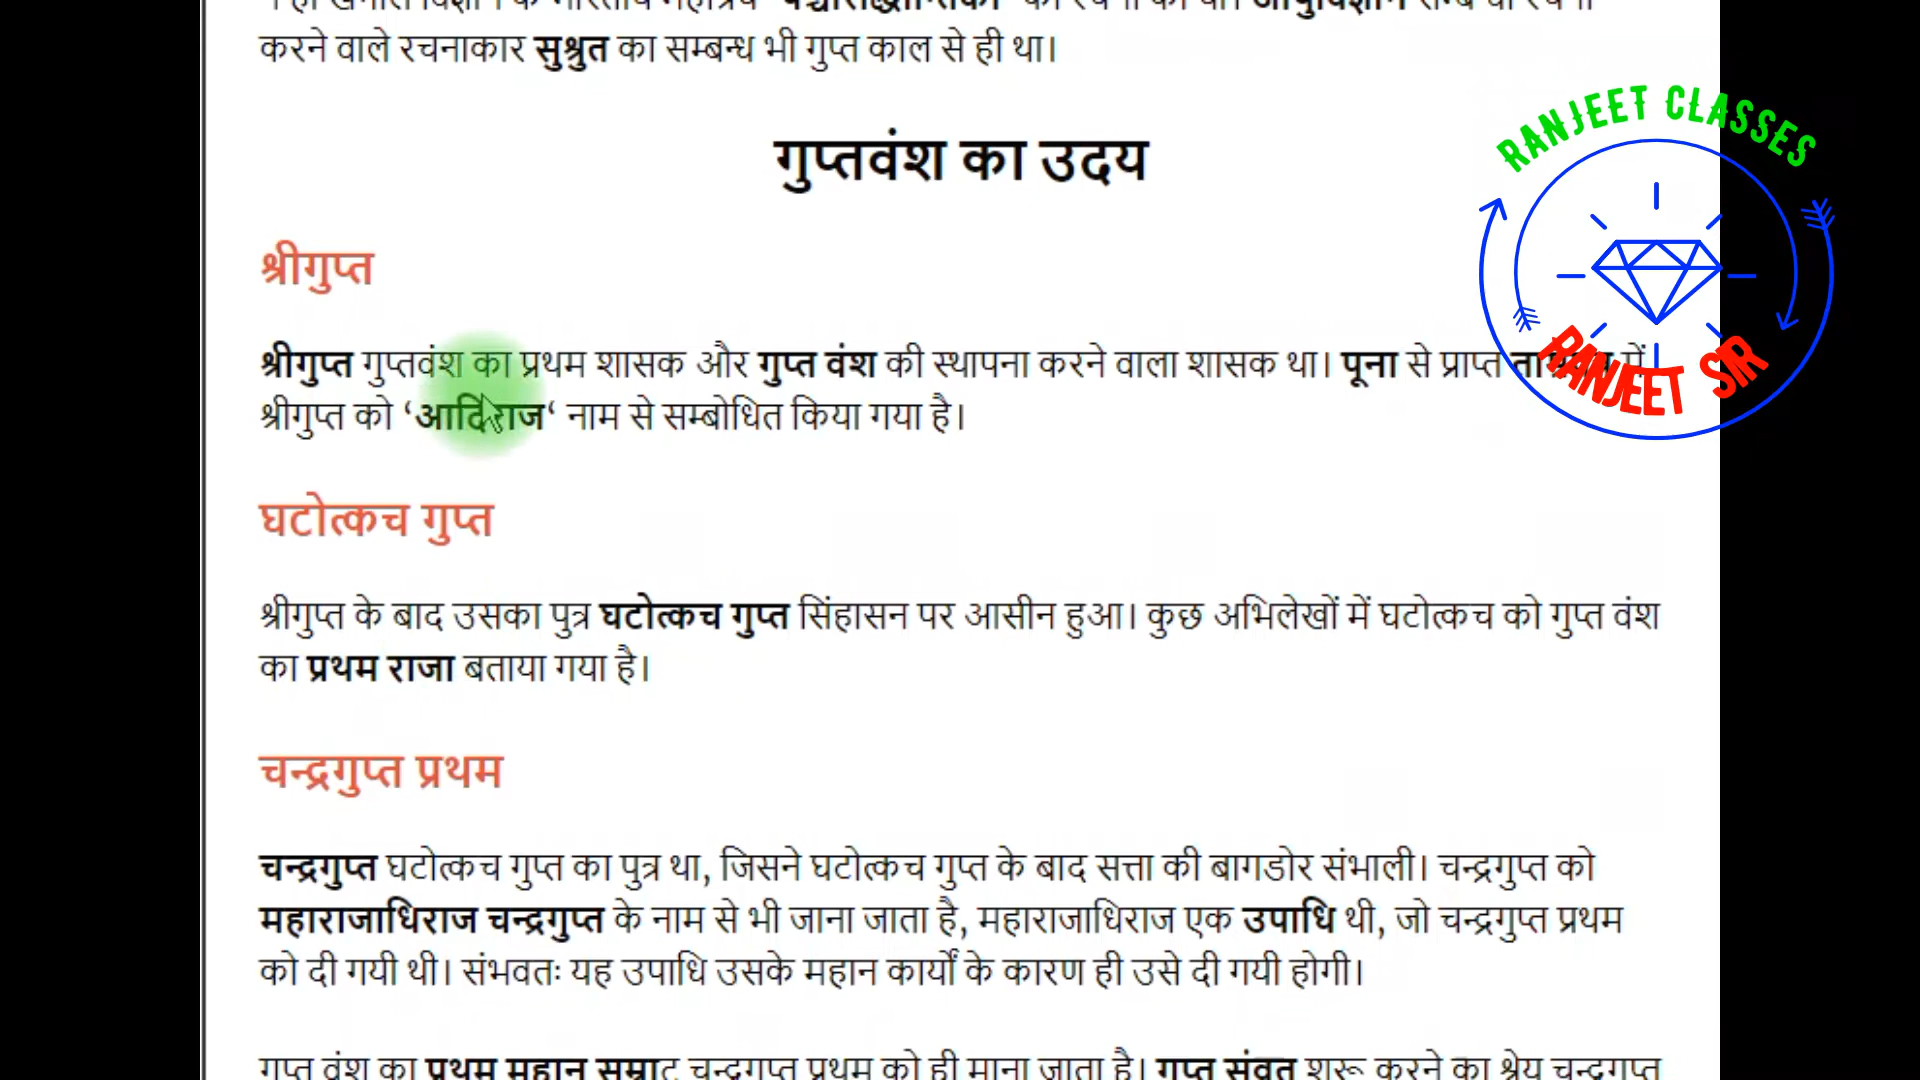 करने वाले रचनाकार सुश्रुत का सम्बन्ध भी गुप्त काल से ही था।
गुप्तवंश का उदय
RANJEET CLASSES
श्रीगुप्त
श्रीगुप्त गुप्तवंश का प्रथम शासक और गुप्त वंश की स्थापना करने वाला शासक था। पूना से प्राप्त में
RANJEET SIR
श्रीगुप्त को ‘आदिराज‘ नाम से सम्बोधित किया गया है।
घटोत्कच गुप्त
श्रीगुप्त के बाद उसका पुत्र घटोत्कच गुप्त सिंहासन पर आसीन हुआ। कुछ अभिलेखों में घटोत्कच को गुप्त वंश
का प्रथम राजा बताया गया है।
चन्द्रगुप्त प्रथम
चन्द्रगुप्त घटोत्कच गुप्त का पुत्र था, जिसने घटोत्कच गुप्त के बाद सत्ता की बागडोर संभाली। चन्द्रगुप्त को
महाराजाधिराज चन्द्रगुप्त के नाम से भी जाना जाता है, महाराजाधिराज एक उपाधि थी, जो चन्द्रगुप्त प्रथम
को दी गयी थी। संभवतः यह उपाधि उसके महान कार्यों के कारण ही उसे दी गयी होगी।
गुप्त वंश का प्रथम महान सम्राट चन्द्रगुप्त प्रथम को ही माना जाता है। गुप्त संवत शुरू करने का श्रेय चन्द्रगुप्त